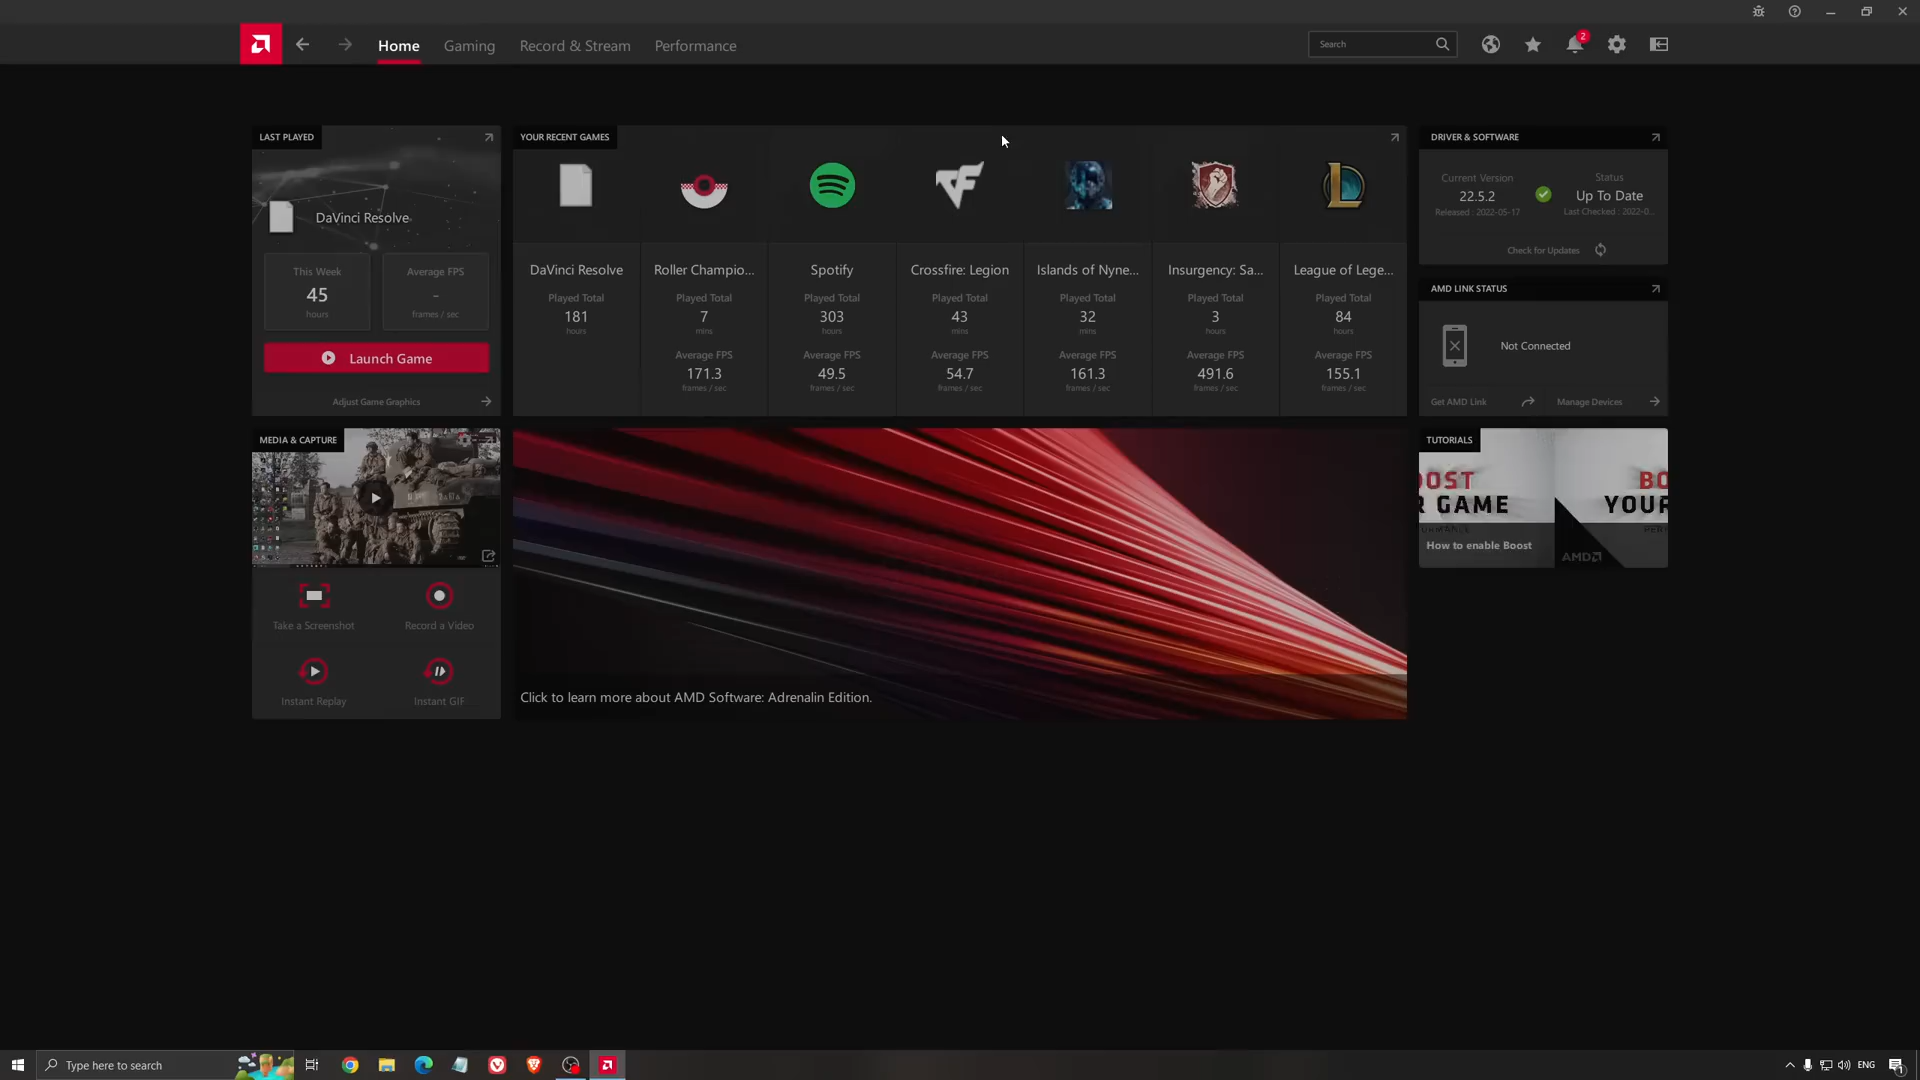 Home
Gaming
Record & Stream
Performance
Search
2
LAST PLAYED
DaVinci Resolve
This Week
45
hours
Average FPS
–
frames / sec
Launch Game
Adjust Game Graphics
YOUR RECENT GAMES
DaVinci Resolve
Played Total
181
hours
Roller Champio...
Played Total
7
mins
Average FPS
171.3
frames / sec
Spotify
Played Total
303
hours
Average FPS
49.5
frames / sec
Crossfire: Legion
Played Total
43
mins
Average FPS
54.7
frames / sec
Islands of Nyne...
Played Total
32
mins
Average FPS
161.3
frames / sec
Insurgency: Sa...
Played Total
3
hours
Average FPS
491.6
frames / sec
League of Lege...
Played Total
84
hours
Average FPS
155.1
frames / sec
DRIVER & SOFTWARE
Current Version
22.5.2
Released : 2022-05-17
Status
Up To Date
Last Checked : 2022-0...
Check for Updates
AMD LINK STATUS
Not Connected
Get AMD Link
Manage Devices
MEDIA & CAPTURE
Take a Screenshot
Record a Video
Instant Replay
Instant GIF
Click to learn more about AMD Software: Adrenalin Edition.
TUTORIALS
OOST
R GAME
BO
YOUR
How to enable Boost
AMD
Type here to search
ENG